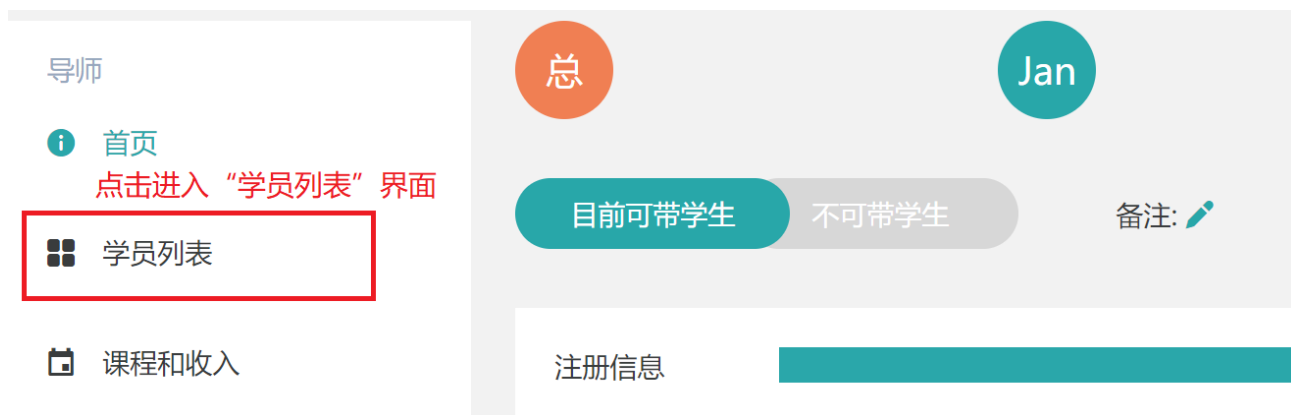 导师
首页
点击进入“学员列表”界面
学员列表
课程和收入
总
Jan
目前可带学生
不可带学生
备注:
注册信息